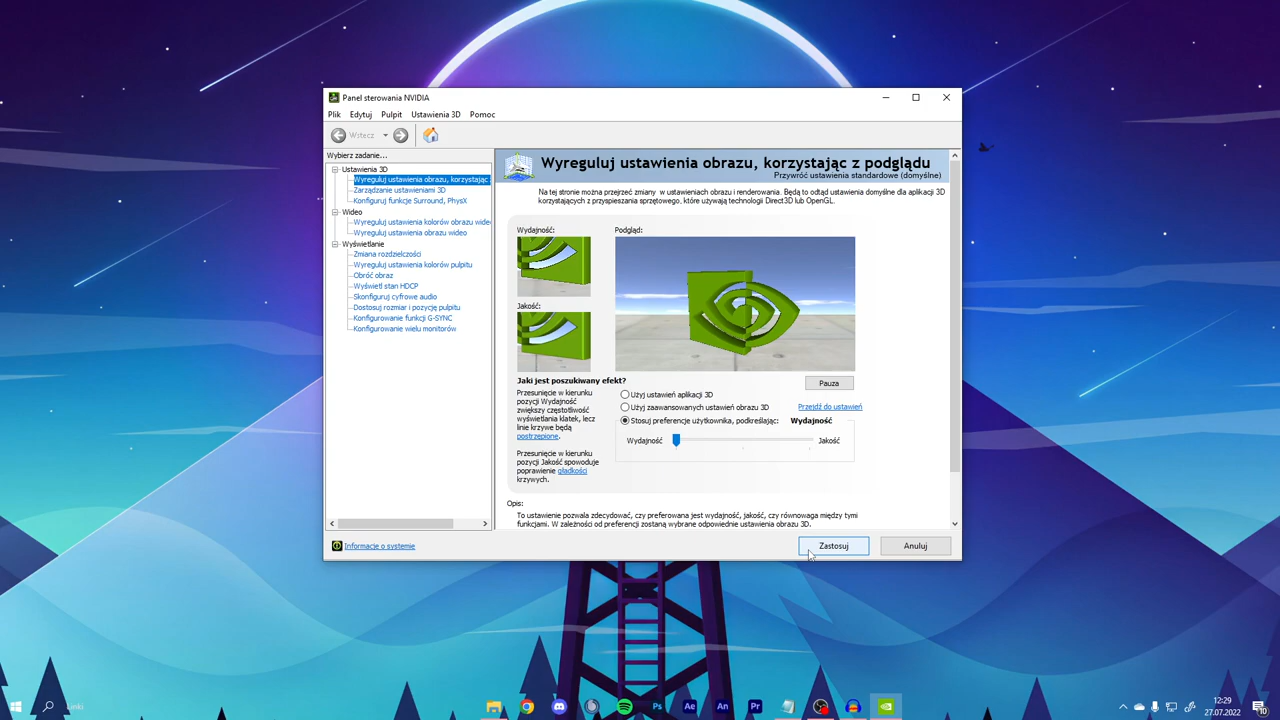 Panel sterowania NVIDIA
Plik Edytuj Pulpit Ustawienia 3D Pomoc
Wstecz
Wybierz zadanie...
Ustawienia 3D
Wyreguluj ustawienia obrazu, korzystając
Zarządzanie ustawieniami 3D
Konfiguruj funkcje Surround, PhysX
Wideo
Wyreguluj ustawienia kolorów obrazu wideo
Wyreguluj ustawienia obrazu wideo
Wyświetlanie
Zmiana rozdzielczości
Wyreguluj ustawienia kolorów pulpitu
Obróć obraz
Wyświetl stan HDCP
Skonfiguruj cyfrowe audio
Dostosuj rozmiar i pozycję pulpitu
Konfigurowanie funkcji G-SYNC
Konfigurowanie wielu monitorów
Informacje o systemie
Wyreguluj ustawienia obrazu, korzystając z podglądu
Przywróć ustawienia standardowe (domyślne)
Na tej stronie można przejrzeć zmiany w ustawieniach obrazu i renderowania. Będą to odtąd ustawienia domyślne dla aplikacji 3D
korzystających z przyspieszania sprzętowego, które używają technologii Direct3D lub OpenGL.
Wydajność:
Podgląd:
Jakość:
Jaki jest poszukiwany efekt?
Przesunięcie w kierunku
pozycji Wydajność
zwiększy częstotliwość
wyświetlania klatek, lecz
linie krzywe będą
postrzępione.
Przesunięcie w kierunku
pozycji Jakość spowoduje
poprawienie gładkości
krzywych.
Pauza
Użyj ustawień aplikacji 3D
Użyj zaawansowanych ustawień obrazu 3D
Przejdź do ustawień
Stosuj preferencje użytkownika, podkreślając: Wydajność
Wydajność Jakość
Opis:
To ustawienie pozwala zdecydować, czy preferowana jest wydajność, jakość, czy równowaga między tymi
funkcjami. W zależności od preferencji zostaną wybrane odpowiednie ustawienia obrazu 3D.
Zastosuj Anuluj
Linki
Ps Ae An Pr
12:29
27.07.2022
10